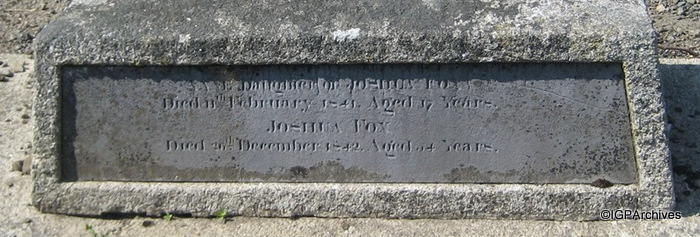 Daughter of Joshua Fox
Died 11th February 1841. Aged 17 Years.
Joshua Fox
Died 26th December 1842. Aged 54 Years.
©IGPArchives